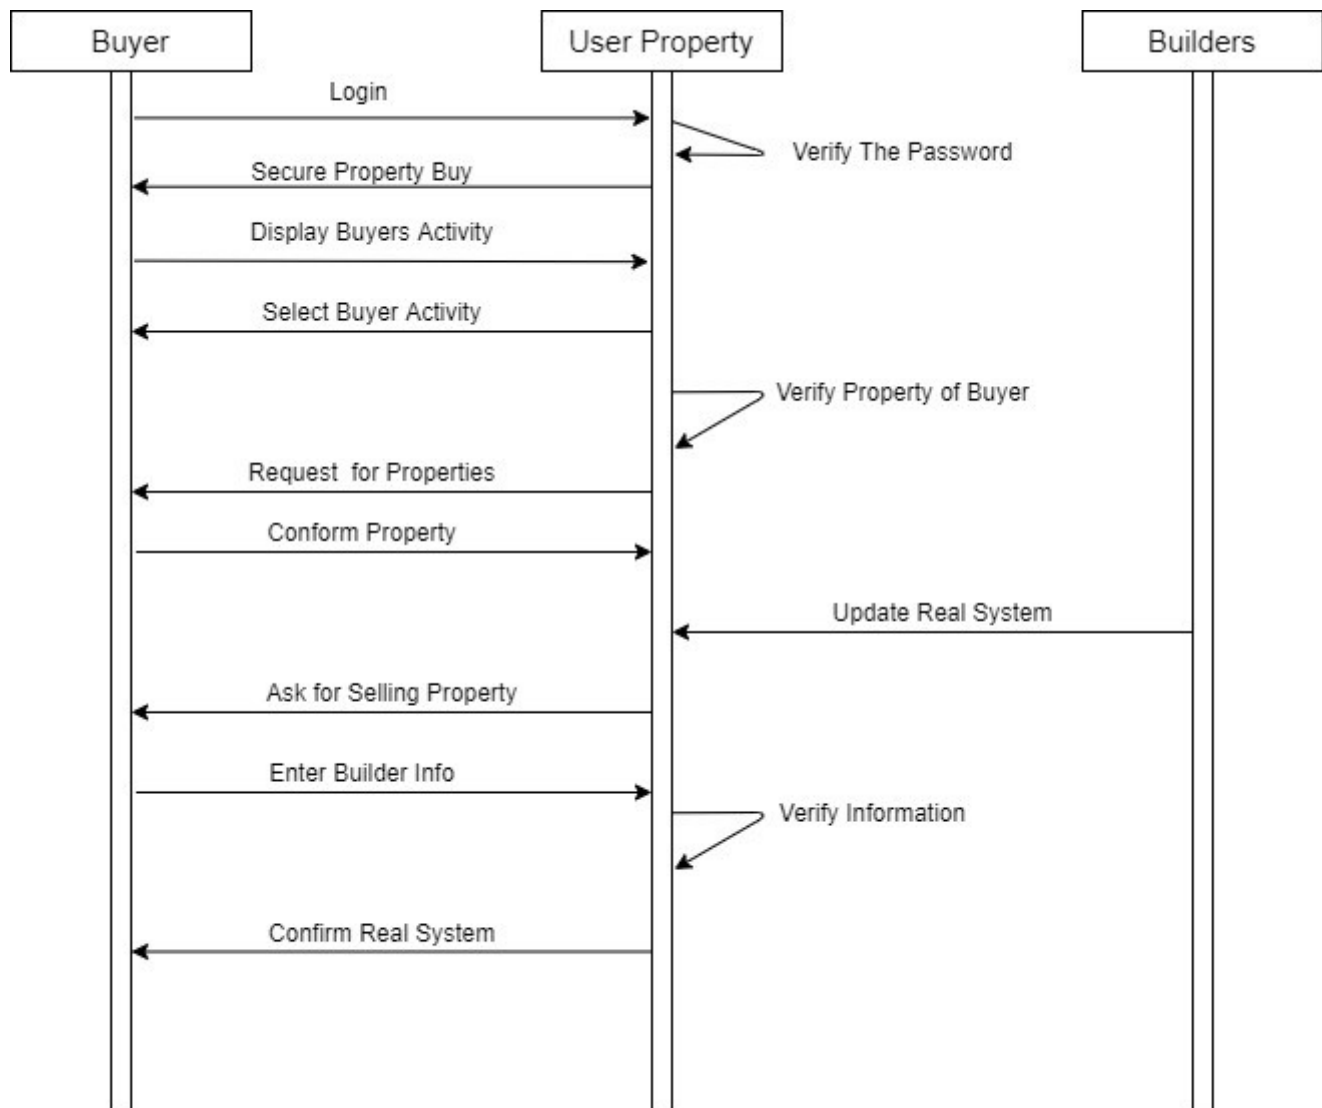 Buyer
User Property
Builders
Login
Verify The Password
Secure Property Buy
Display Buyers Activity
Select Buyer Activity
Verify Property of Buyer
Request  for Properties
Conform Property
Update Real System
Ask for Selling Property
Enter Builder Info
Verify Information
Confirm Real System